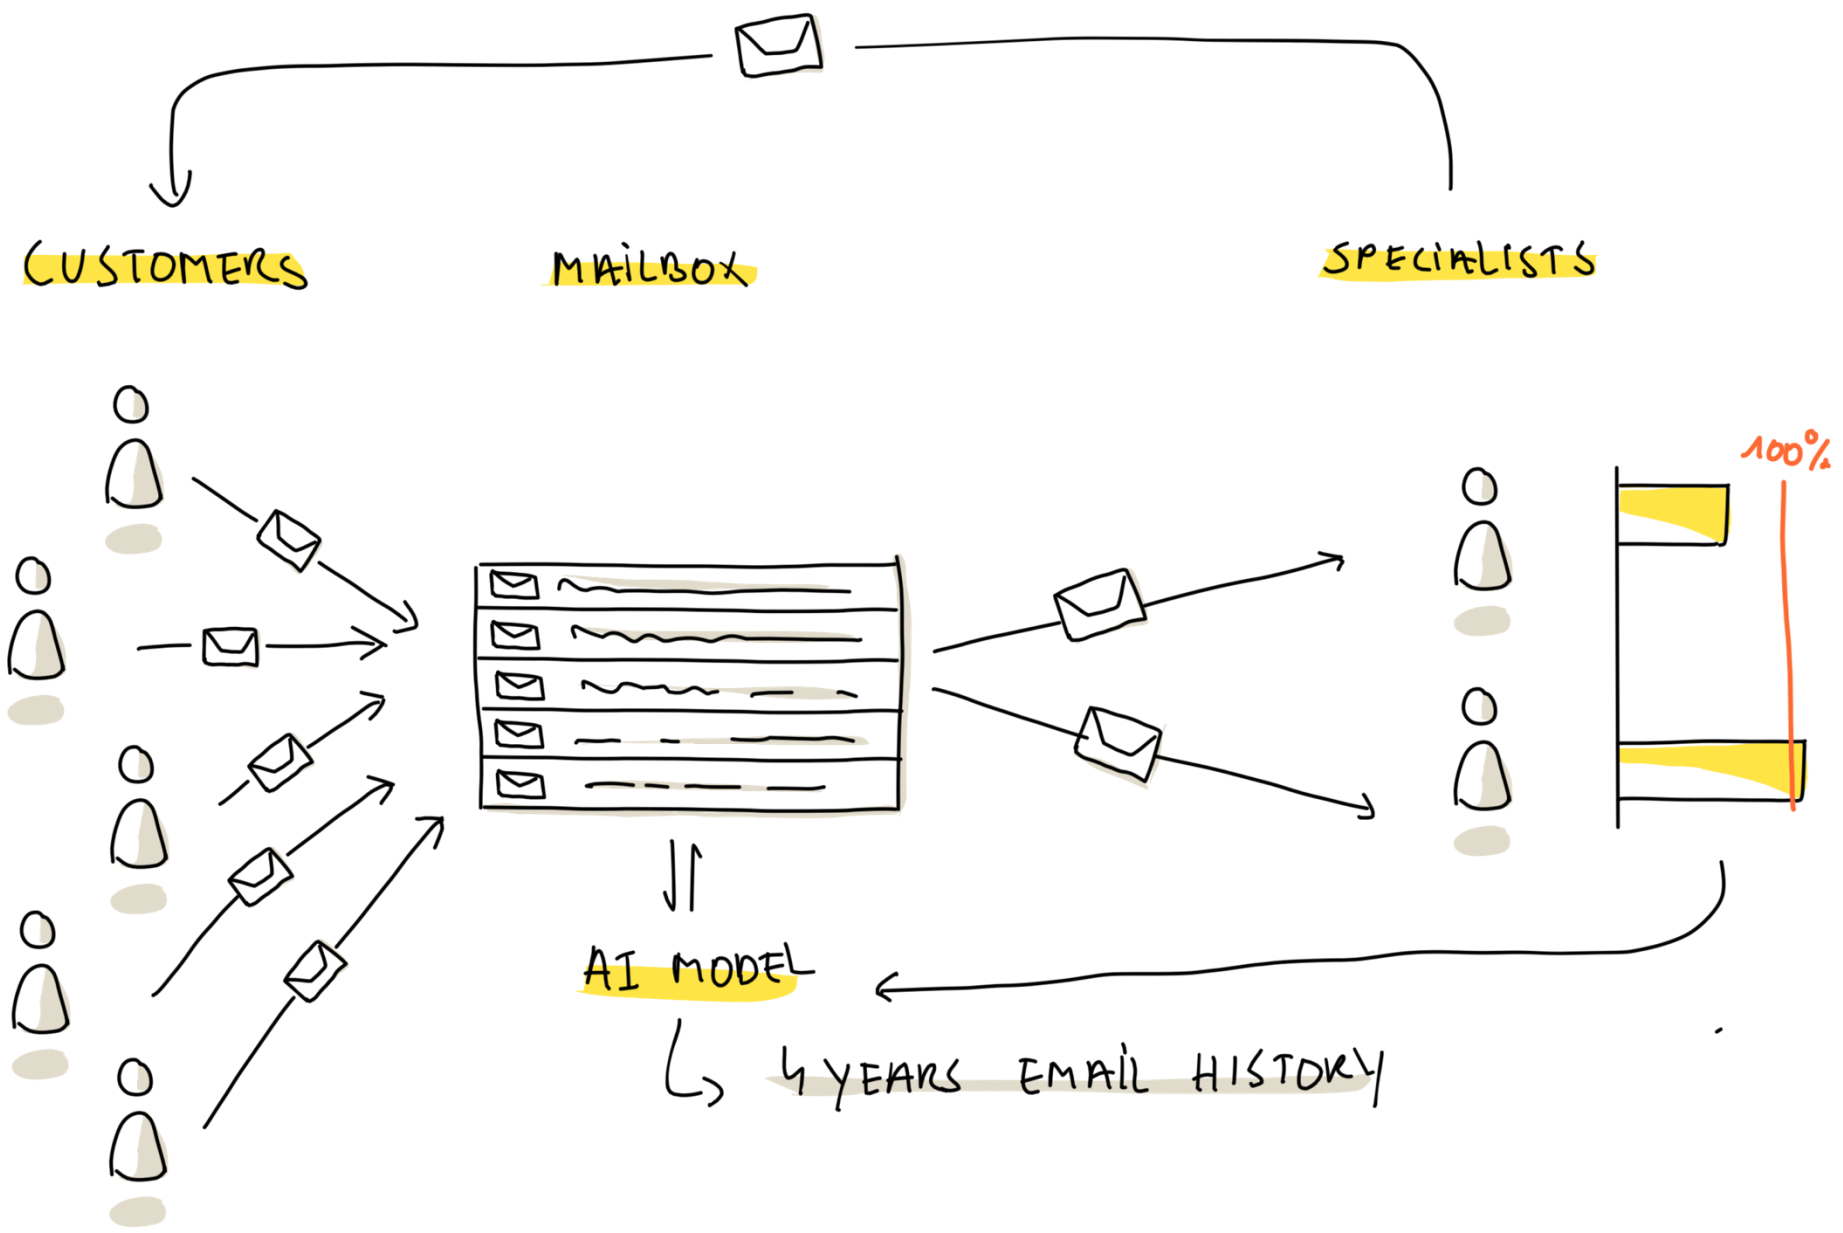 CUSTOMERS
MAILBOX
SPECIALISTS
100%
AI MODEL
4 YEARS EMAIL HISTORY